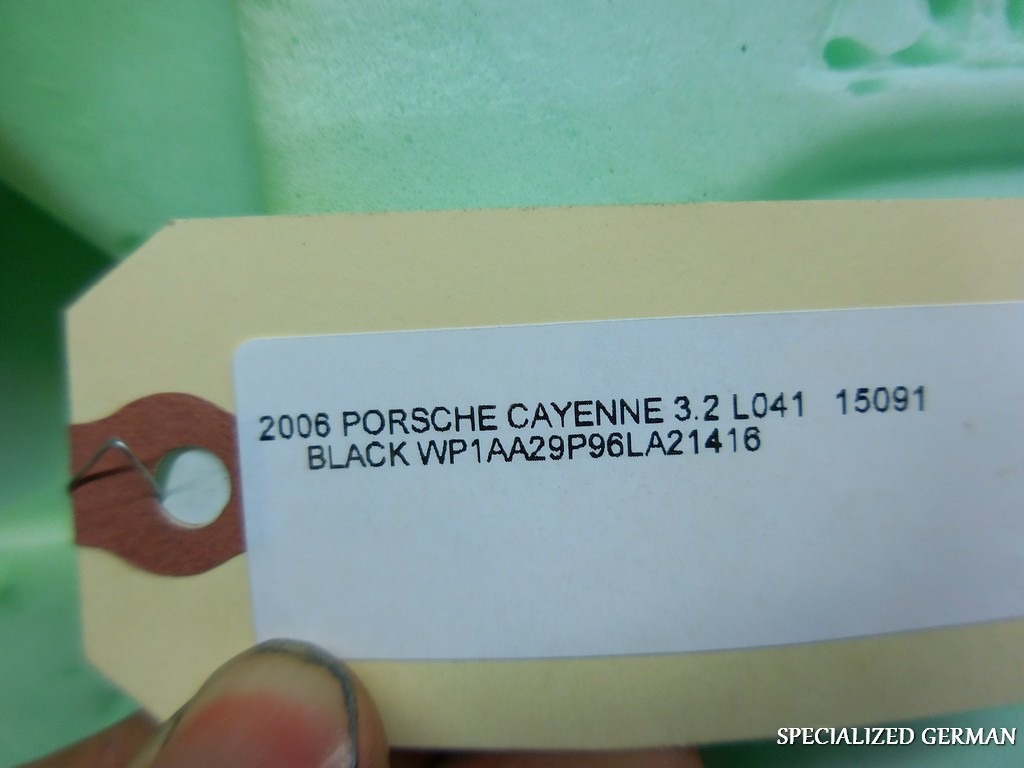 2006 PORSCHE CAYENNE 3.2 L041 15091
BLACK WP1AA29P96LA21416
SPECIALIZED GERMAN